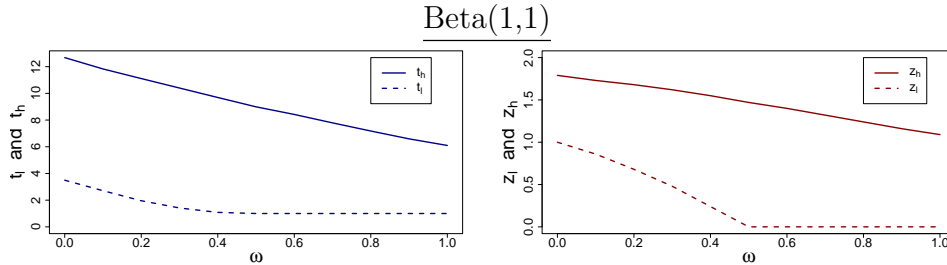 Beta(1,1)
t_l and t_h
0 2 4 6 8 10 12
t_h
t_l
0.0 0.2 0.4 0.6 0.8 1.0
ω
z_l and z_h
0.0 0.5 1.0 1.5 2.0
z_h
z_l
0.0 0.2 0.4 0.6 0.8 1.0
ω